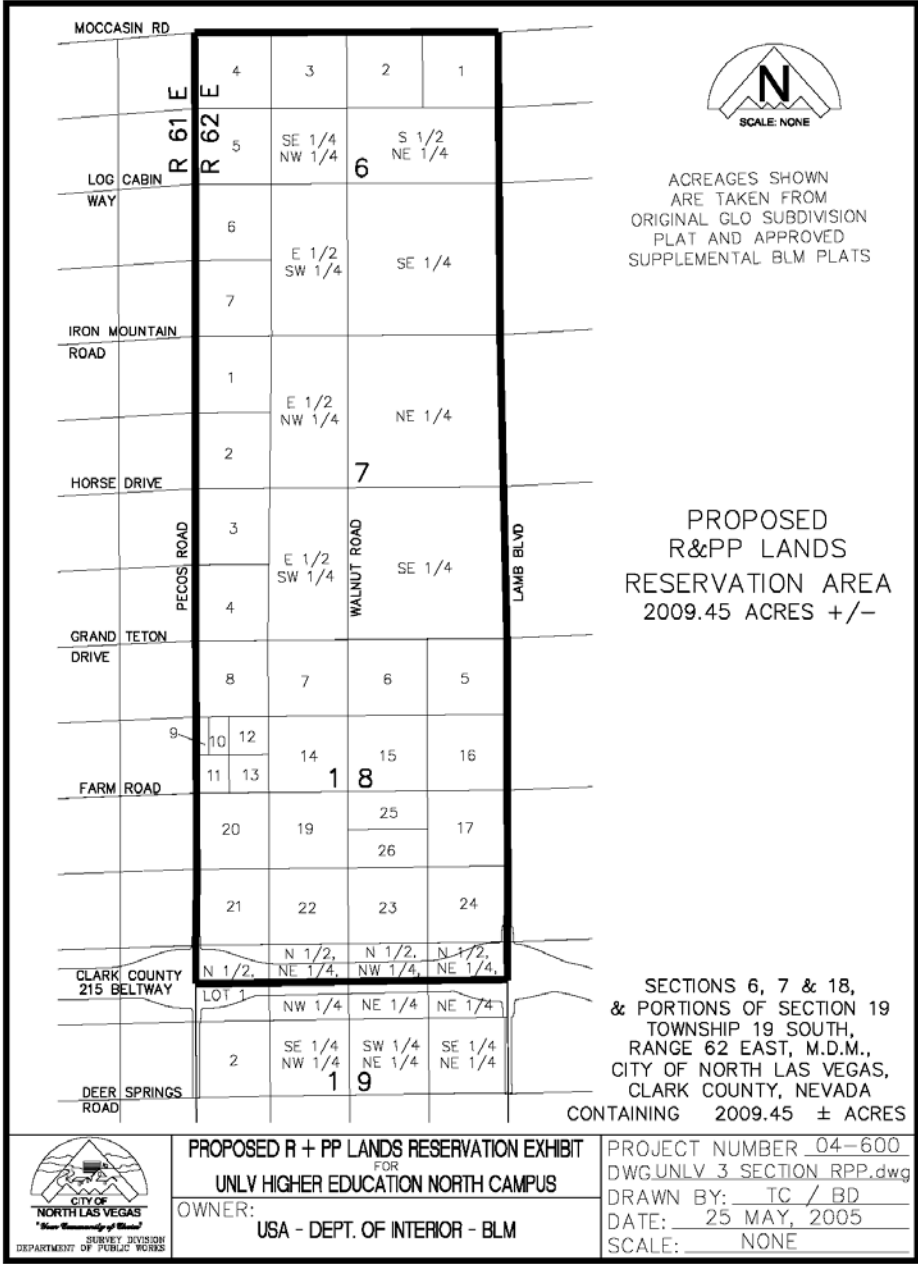 MOCCASIN RD
4 3 2 1
R 61 E
R 62 E
N
SCALE: NONE
5
SE 1/4
NW 1/4
S 1/2
NE 1/4
6
LOG CABIN
WAY
ACREAGES SHOWN
ARE TAKEN FROM
ORIGINAL GLO SUBDIVISION
PLAT AND APPROVED
SUPPLEMENTAL BLM PLATS
6
E 1/2
SW 1/4
SE 1/4
7
IRON MOUNTAIN
ROAD
1
E 1/2
NW 1/4
NE 1/4
2
7
HORSE DRIVE
3
PECOS ROAD
E 1/2
SW 1/4
WALNUT ROAD
SE 1/4
LAMB BLVD
4
PROPOSED
R&PP LANDS
RESERVATION AREA
2009.45 ACRES +/-
GRAND TETON
DRIVE
8 7 6 5
9 10 12
11 13
14 15 16
18
FARM ROAD
20 19 25 17
26
21 22 23 24
CLARK COUNTY
215 BELTWAY
N 1/2,
N 1/2,
NE 1/4,
N 1/2,
NW 1/4,
N 1/2,
NE 1/4,
LOT 1
NW 1/4
NE 1/4
NE 1/4
2
SE 1/4
NW 1/4
SW 1/4
NE 1/4
SE 1/4
NE 1/4
19
DEER SPRINGS
ROAD
SECTIONS 6, 7 & 18,
& PORTIONS OF SECTION 19
TOWNSHIP 19 SOUTH,
RANGE 62 EAST, M.D.M.,
CITY OF NORTH LAS VEGAS,
CLARK COUNTY, NEVADA
CONTAINING 2009.45 ± ACRES
CITY OF
NORTH LAS VEGAS
"Your Community of Choice"
SURVEY DIVISION
DEPARTMENT OF PUBLIC WORKS
PROPOSED R + PP LANDS RESERVATION EXHIBIT
FOR
UNLV HIGHER EDUCATION NORTH CAMPUS
OWNER:
USA - DEPT. OF INTERIOR - BLM
PROJECT NUMBER 04-600
DWG.UNLV 3 SECTION RPP.dwg
DRAWN BY: TC / BD
DATE: 25 MAY, 2005
SCALE: NONE